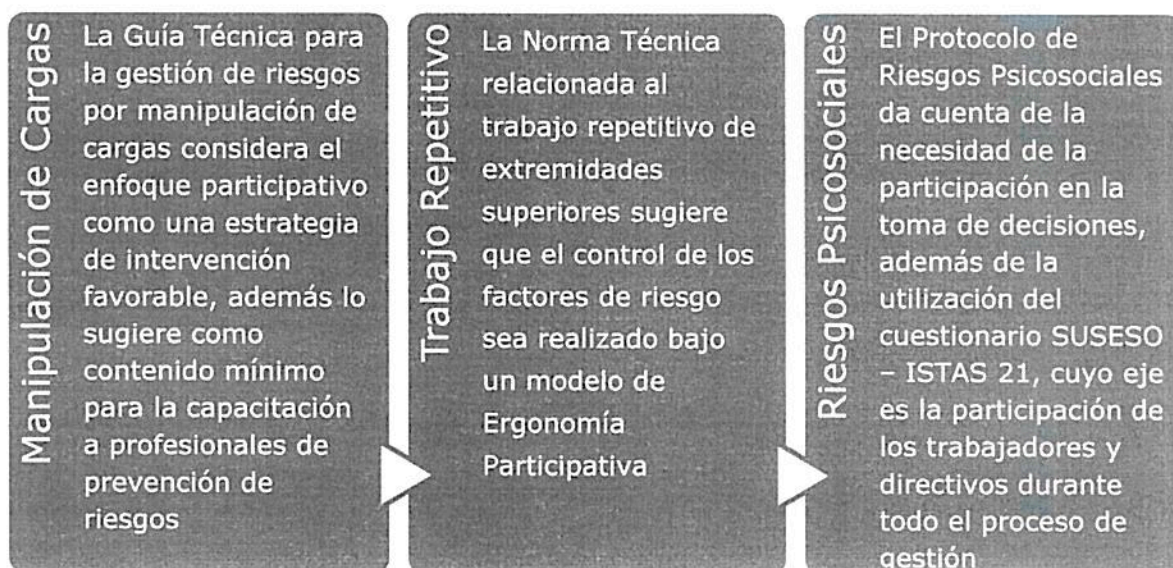 Manipulación de Cargas
La Guía Técnica para
la gestión de riesgos
por manipulación de
cargas considera el
enfoque participativo
como una estrategia
de intervención
favorable, además lo
sugiere como
contenido mínimo
para la capacitación
a profesionales de
prevención de
riesgos
Trabajo Repetitivo
La Norma Técnica
relacionada al
trabajo repetitivo de
extremidades
superiores sugiere
que el control de los
factores de riesgo
sea realizado bajo
un modelo de
Ergonomía
Participativa
Riesgos Psicosociales
El Protocolo de
Riesgos Psicosociales
da cuenta de la
necesidad de la
participación en la
toma de decisiones,
además de la
utilización del
cuestionario SUSESO
– ISTAS 21, cuyo eje
es la participación de
los trabajadores y
directivos durante
todo el proceso de
gestión